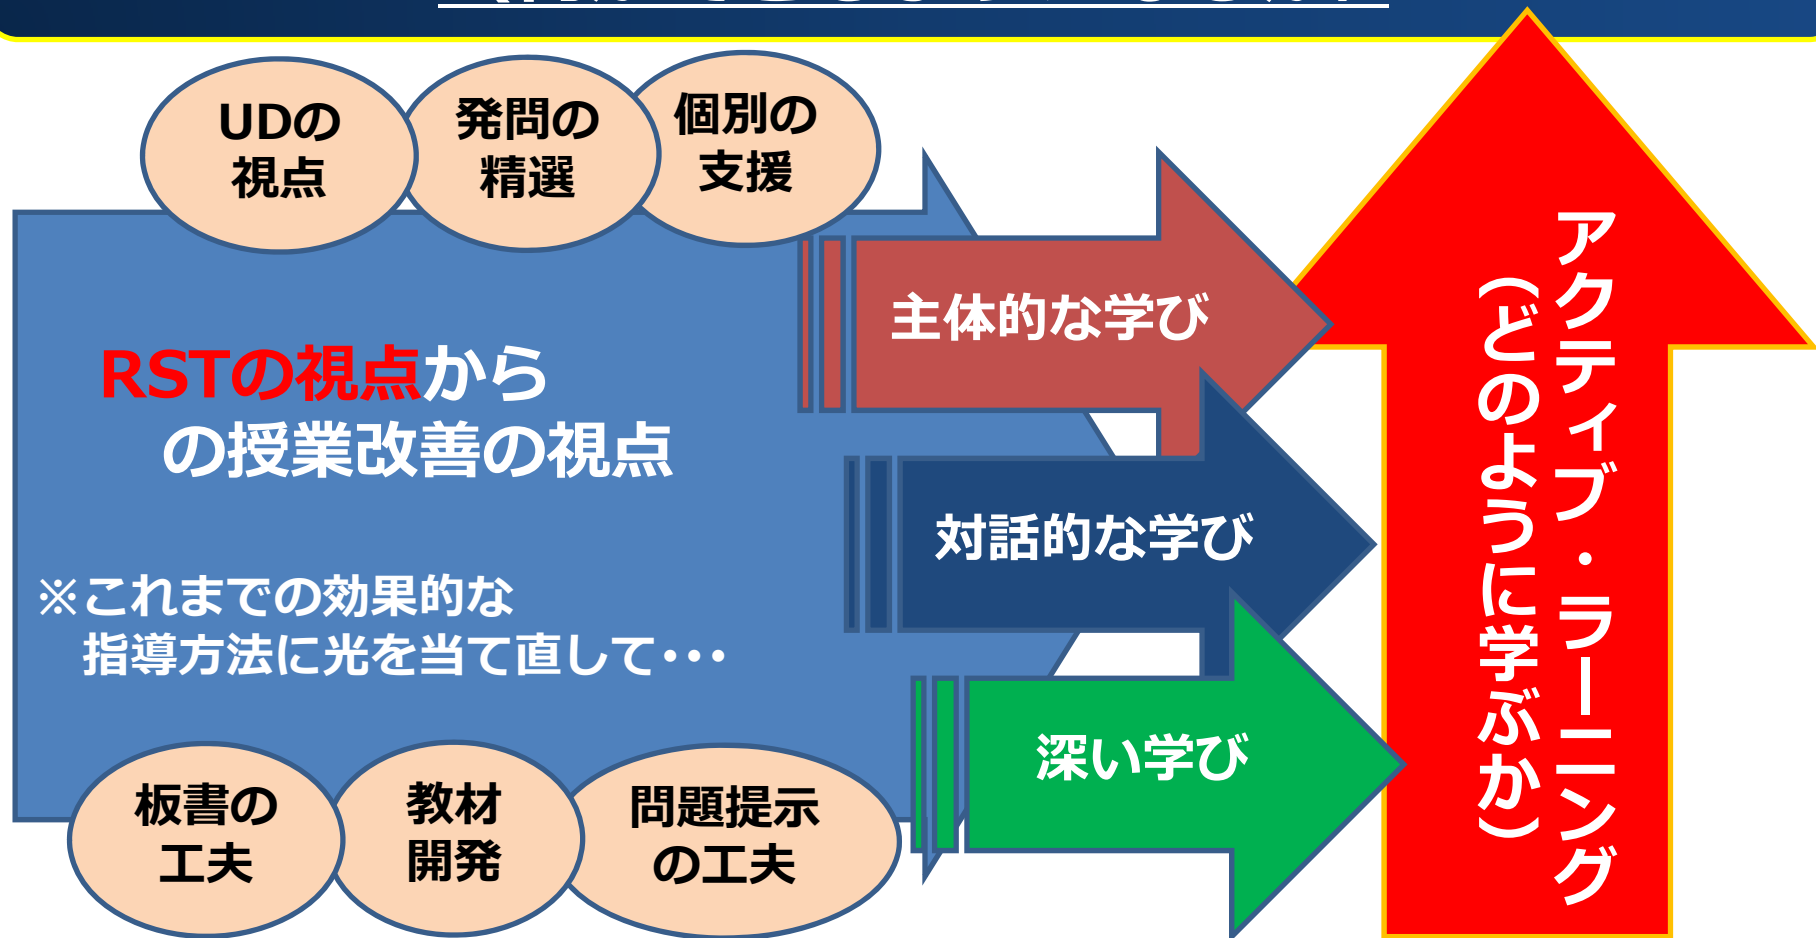 UDの
視点
発問の
精選
個別の
支援
RSTの視点から
の授業改善の視点
※これまでの効果的な
指導方法に光を当て直して・・・
板書の
工夫
教材
開発
問題提示
の工夫
主体的な学び
対話的な学び
深い学び
アクティブ・ラーニング
（どのように学ぶか）